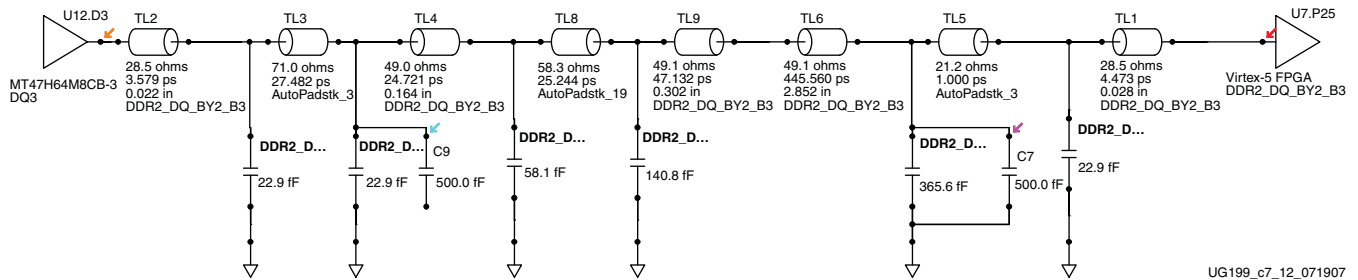 U12.D3
MT47H64M8CB-3
DQ3
TL2
28.5 ohms
3.579 ps
0.022 in
DDR2_DQ_BY2_B3
TL3
71.0 ohms
27.482 ps
AutoPadstk_3
TL4
49.0 ohms
24.721 ps
0.164 in
DDR2_DQ_BY2_B3
TL8
58.3 ohms
25.244 ps
AutoPadstk_19
TL9
49.1 ohms
47.132 ps
0.302 in
DDR2_DQ_BY2_B3
TL6
49.1 ohms
445.560 ps
2.852 in
DDR2_DQ_BY2_B3
TL5
21.2 ohms
1.000 ps
AutoPadstk_3
TL1
28.5 ohms
4.473 ps
0.028 in
DDR2_DQ_BY2_B3
U7.P25
Virtex-5 FPGA
DDR2_DQ_BY2_B3
DDR2_D...
22.9 fF
DDR2_D...
22.9 fF
C9
500.0 fF
DDR2_D...
58.1 fF
DDR2_D...
140.8 fF
DDR2_D...
365.6 fF
C7
500.0 fF
DDR2_D...
22.9 fF
UG199_c7_12_071907